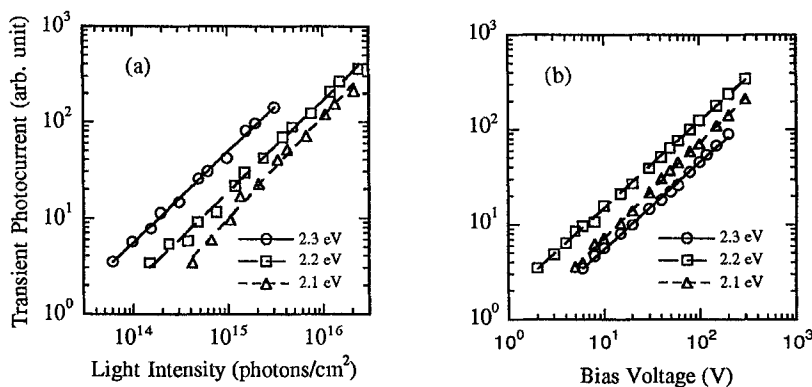 Transient Photocurrent (arb. unit)
10³
10²
10¹
10⁰
(a)
2.3 eV
2.2 eV
2.1 eV
10¹⁴
10¹⁵
10¹⁶
Light Intensity (photons/cm²)
10³
10²
10¹
10⁰
(b)
2.3 eV
2.2 eV
2.1 eV
10⁰
10¹
10²
10³
Bias Voltage (V)